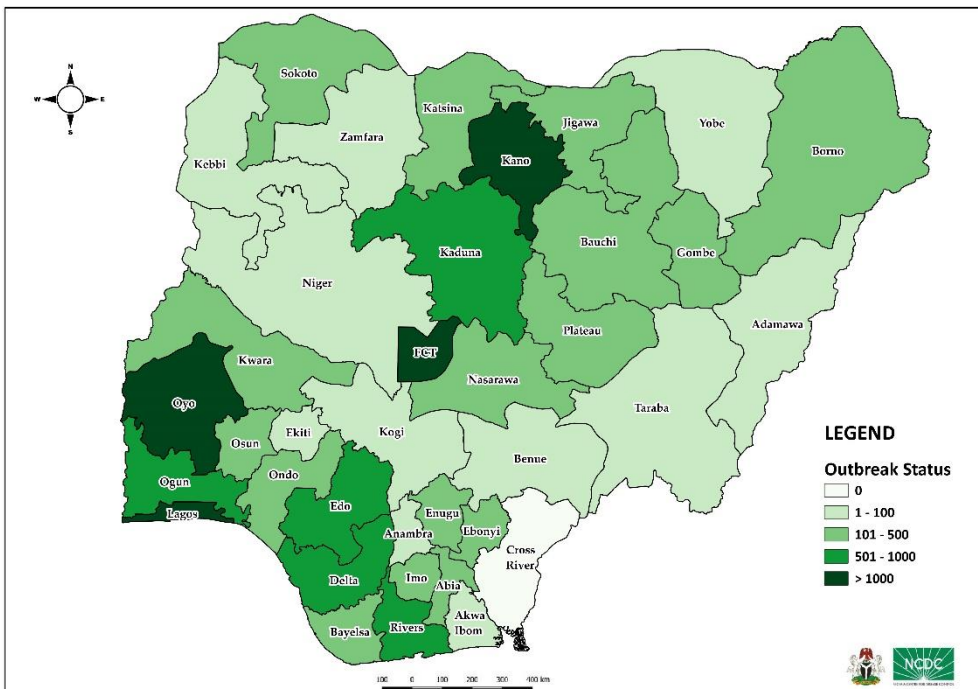 N
W E
S
Sokoto
Katsina
Jigawa
Yobe
Borno
Kebbi
Zamfara
Kano
Kaduna
Bauchi
Gombe
Niger
Adamawa
Plateau
FCT
Nasarawa
Kwara
Oyo
Taraba
Osun
Ekiti
Kogi
Benue
Ogun
Ondo
Edo
Lagos
Enugu
Ebonyi
Anambra
Cross
River
Delta
Imo
Abia
Akwa
Ibom
Bayelsa
Rivers
LEGEND
Outbreak Status
0
1 - 100
101 - 500
501 - 1000
> 1000
NCDC
100 0 100 200 300 400 km